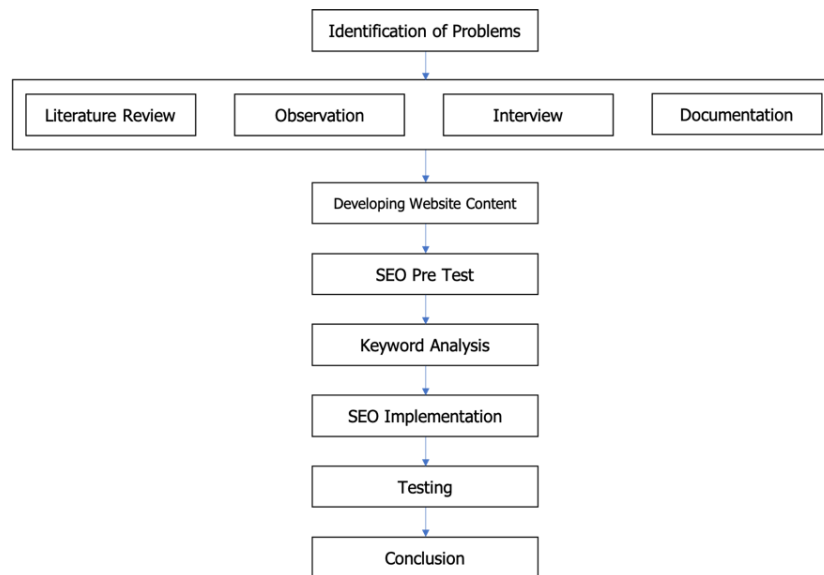 Identification of Problems
Literature Review
Observation
Interview
Documentation
Developing Website Content
SEO Pre Test
Keyword Analysis
SEO Implementation
Testing
Conclusion